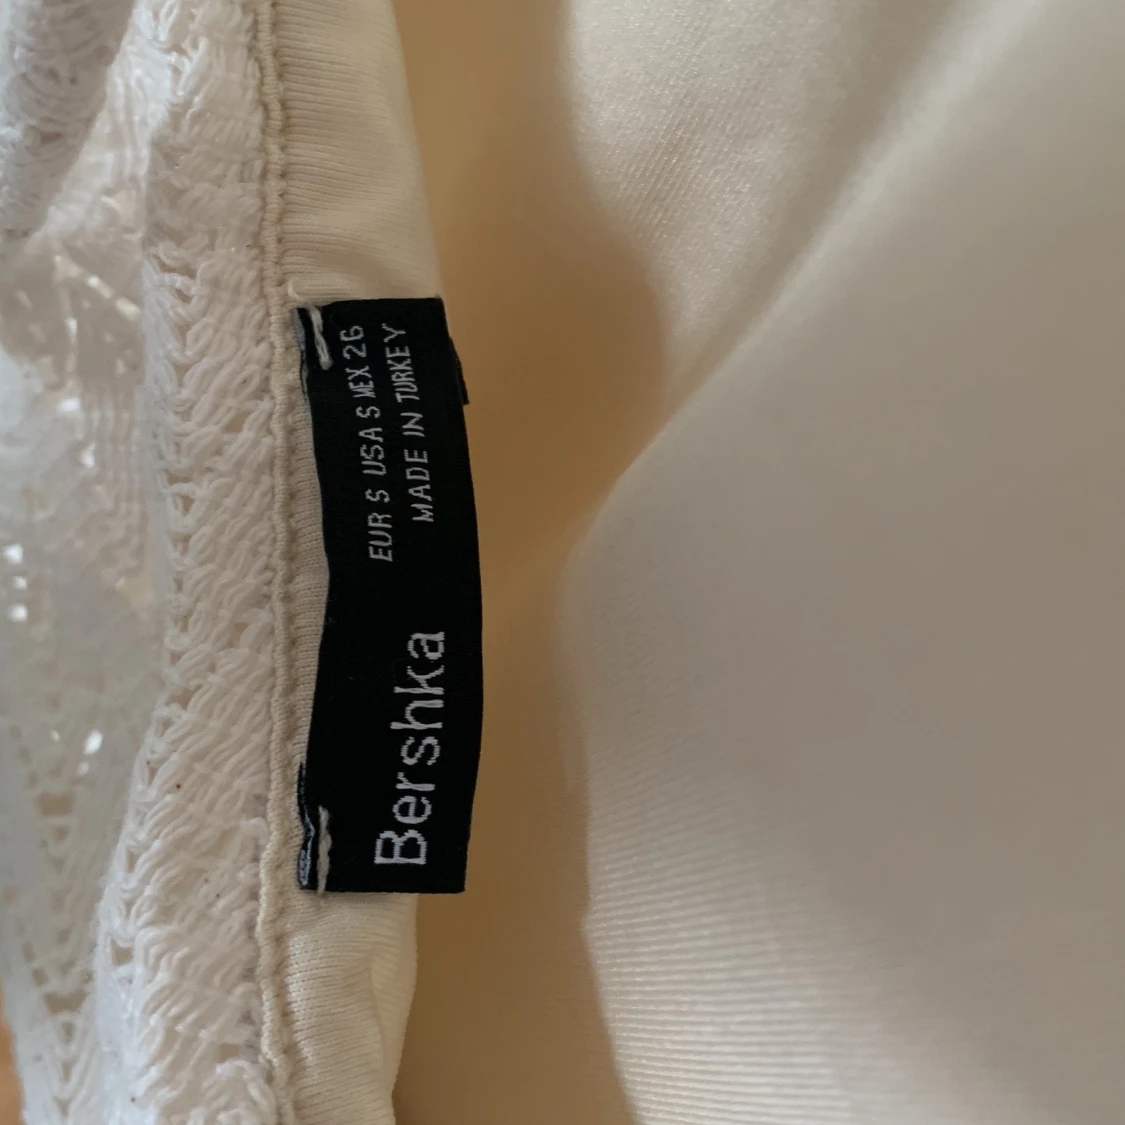 Bershka
EUR S USA S MEX 26
MADE IN TURKEY